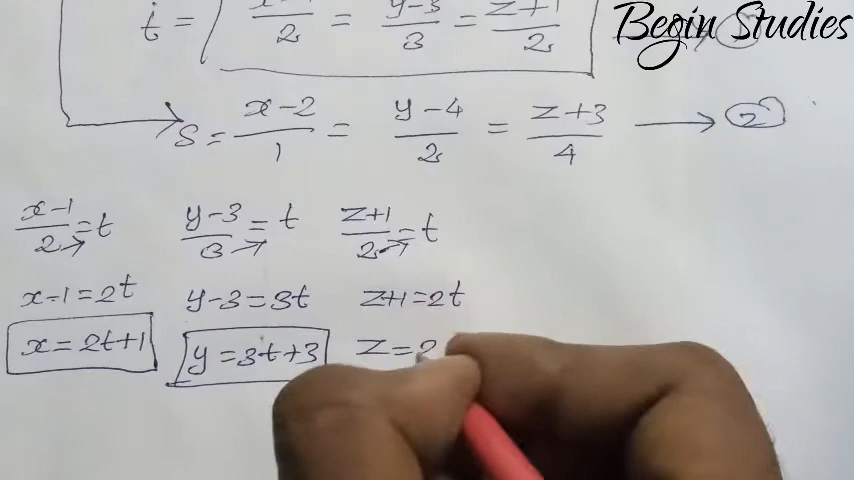 Begin Studies
t = x-1/2 = y-3/3 = z+1/2
S = x-2/1 = y-4/2 = z+3/4 → 2
x-1/2 = t y-3/3 = t z+1/2 = t
x-1=2t y-3=3t z+1=2t
x=2t+1 y=3t+3 z=2